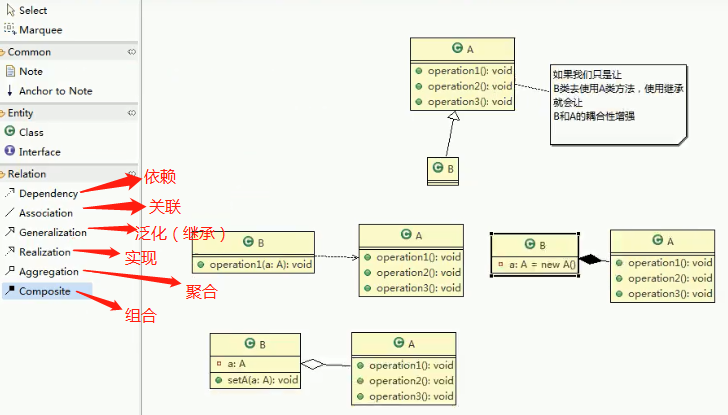 Select
Marquee
Common
Note
Anchor to Note
Entity
Class
Interface
Relation
Dependency
Association
Generalization
Realization
Aggregation
Composite
依赖
关联
泛化（继承）
实现
聚合
组合
C A
operation1(): void
operation2(): void
operation3(): void
如果我们只是让
B类去使用A类方法，使用继承
就会让
B和A的耦合性增强
C B
C B
operation1(a: A): void
C A
operation1(): void
operation2(): void
operation3(): void
C B
a: A = new A()
C A
operation1(): void
operation2(): void
operation3(): void
C B
a: A
setA(a: A): void
C A
operation1(): void
operation2(): void
operation3(): void